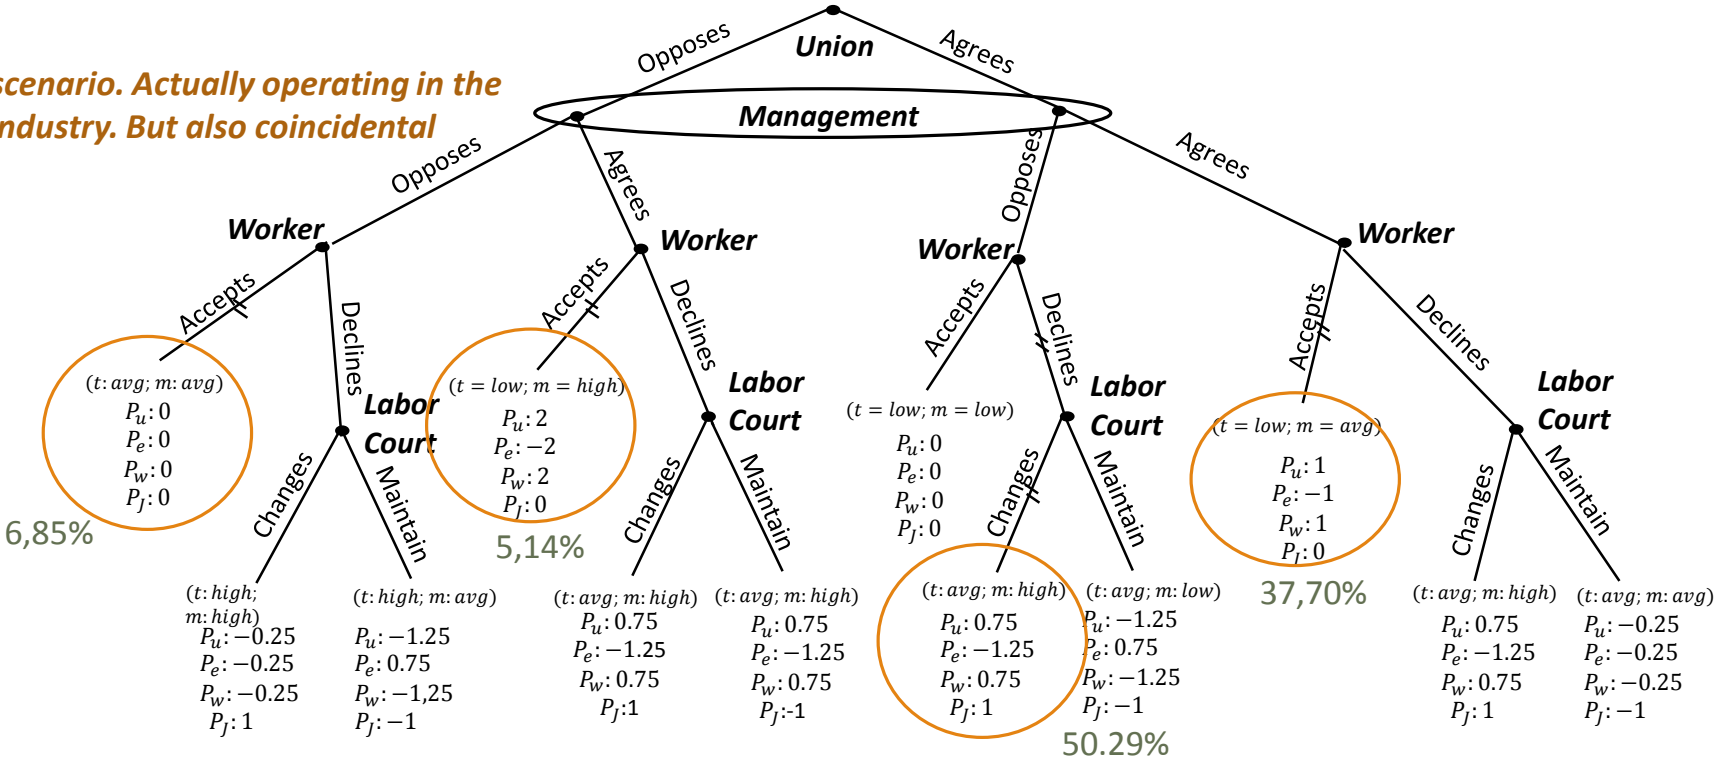 Union
Opposes
Agrees
scenario. Actually operating in the
industry. But also coincidental
Management
Opposes
Agrees
Opposes
Agrees
Worker
Worker
Worker
Worker
Accepts
Declines
Accepts
Declines
Accepts
Declines
Accepts
Declines
(t: avg; m: avg)
P_u: 0
P_e: 0
P_w: 0
P_J: 0
6,85%
Labor
Court
(t = low; m = high)
P_u: 2
P_e: −2
P_w: 2
P_J: 0
5,14%
Labor
Court
(t = low; m = low)
P_u: 0
P_e: 0
P_w: 0
P_J: 0
Labor
Court
(t = low; m = avg)
P_u: 1
P_e: −1
P_w: 1
P_J: 0
37,70%
Labor
Court
Changes
Maintain
Changes
Maintain
Changes
Maintain
Changes
Maintain
(t: high;
m: high)
P_u: −0.25
P_e: −0.25
P_w: −0.25
P_J: 1
(t: high; m: avg)
P_u: −1.25
P_e: 0.75
P_w: −1,25
P_J: −1
(t: avg; m: high)
P_u: 0.75
P_e: −1.25
P_w: 0.75
P_J:1
(t: avg; m: high)
P_u: 0.75
P_e: −1.25
P_w: 0.75
P_J:-1
(t: avg; m: high)
P_u: 0.75
P_e: −1.25
P_w: 0.75
P_J: 1
(t: avg; m: low)
P_u: −1.25
P_e: 0.75
P_w: −1.25
P_J: −1
50.29%
(t: avg; m: high)
P_u: 0.75
P_e: −1.25
P_w: 0.75
P_J: 1
(t: avg; m: avg)
P_u: −0.25
P_e: −0.25
P_w: −0.25
P_J: −1